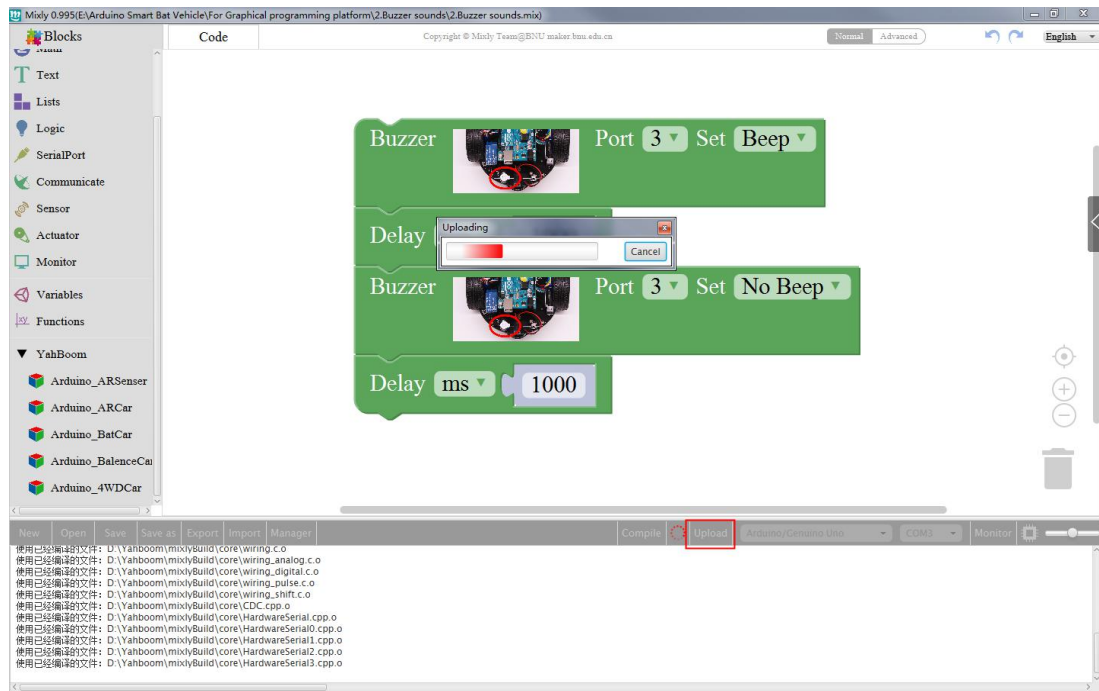 Mixly 0.995(E:\Arduino Smart Bat Vehicle\For Graphical programming platform\2.Buzzer sounds\2.Buzzer sounds.mix)
Blocks
Code
Copyright © Mixly Team@BNU maker.bnu.edu.cn
Normal Advanced
English
Math
Text
Lists
Logic
SerialPort
Communicate
Sensor
Actuator
Monitor
Variables
xy Functions
YahBoom
Arduino_ARSenser
Arduino_ARCar
Arduino_BatCar
Arduino_BalenceCar
Arduino_4WDCar
Buzzer Port 3 Set Beep
Delay
Uploading
Cancel
Buzzer Port 3 Set No Beep
Delay ms 1000
New Open Save Save as Export Import Manager Compile Upload Arduino/Genuino Uno COM3 Monitor
使用已经编译的文件: D:\Yahboom\mixlyBuild\core\wiring.c.o
使用已经编译的文件: D:\Yahboom\mixlyBuild\core\wiring_analog.c.o
使用已经编译的文件: D:\Yahboom\mixlyBuild\core\wiring_digital.c.o
使用已经编译的文件: D:\Yahboom\mixlyBuild\core\wiring_pulse.c.o
使用已经编译的文件: D:\Yahboom\mixlyBuild\core\wiring_shift.c.o
使用已经编译的文件: D:\Yahboom\mixlyBuild\core\CDC.cpp.o
使用已经编译的文件: D:\Yahboom\mixlyBuild\core\HardwareSerial.cpp.o
使用已经编译的文件: D:\Yahboom\mixlyBuild\core\HardwareSerial0.cpp.o
使用已经编译的文件: D:\Yahboom\mixlyBuild\core\HardwareSerial1.cpp.o
使用已经编译的文件: D:\Yahboom\mixlyBuild\core\HardwareSerial2.cpp.o
使用已经编译的文件: D:\Yahboom\mixlyBuild\core\HardwareSerial3.cpp.o